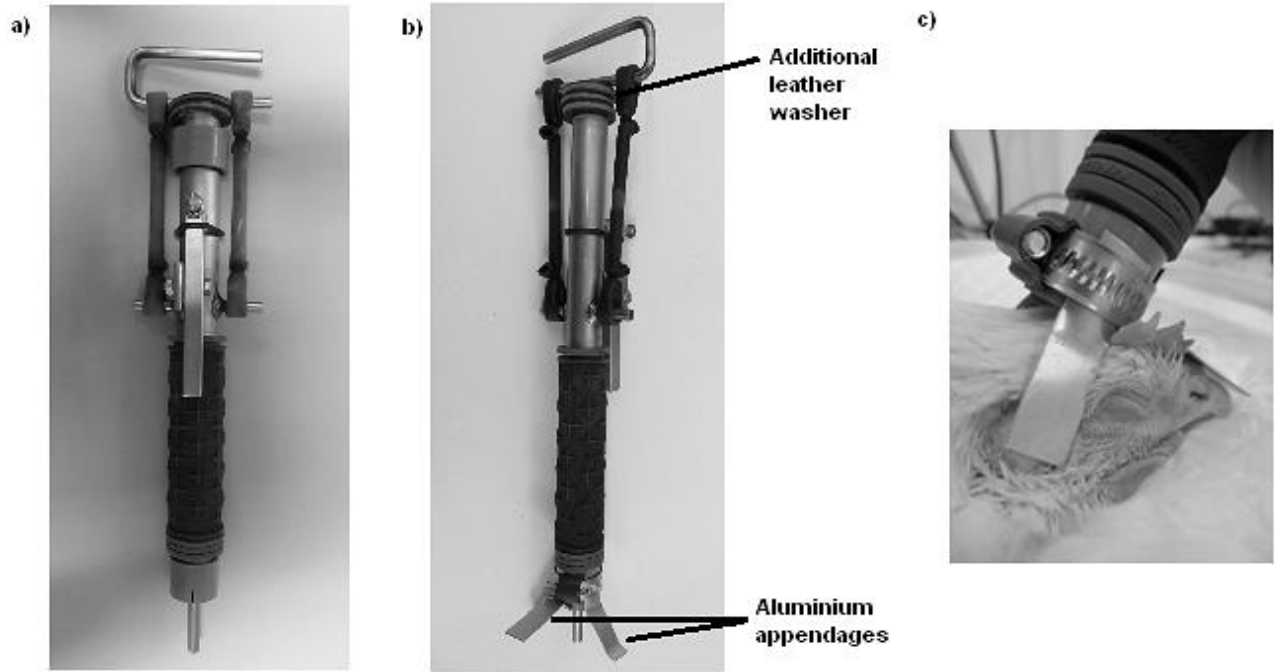 a)
b)
c)
Additional
leather
washer
Aluminium
appendages